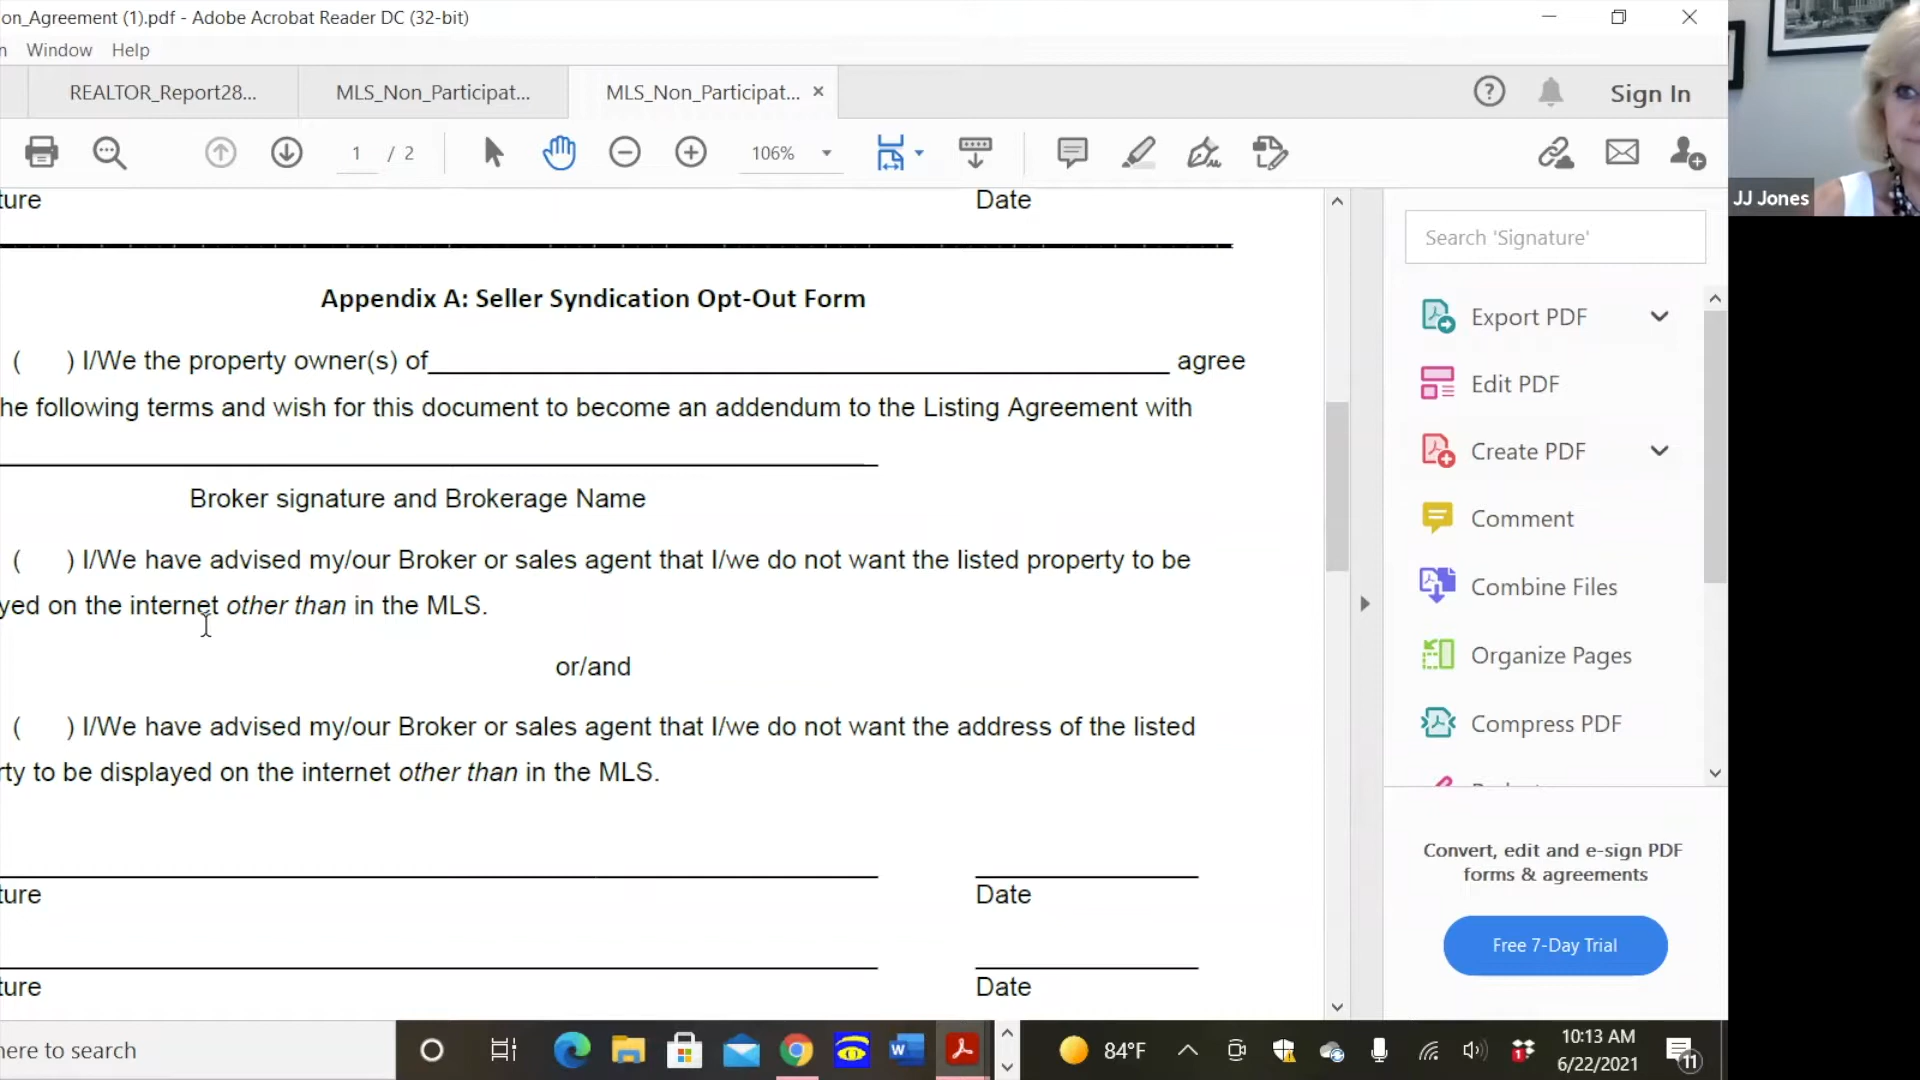 on_Agreement (1).pdf - Adobe Acrobat Reader DC (32-bit)
n Window Help
REALTOR_Report28... MLS_Non_Participat... MLS_Non_Participat... × Sign In
1 / 2 106%
JJ Jones
ture Date
Search 'Signature'
Appendix A: Seller Syndication Opt-Out Form
( ) I/We the property owner(s) of agree
he following terms and wish for this document to become an addendum to the Listing Agreement with
Broker signature and Brokerage Name
( ) I/We have advised my/our Broker or sales agent that I/we do not want the listed property to be
yed on the internet other than in the MLS.
or/and
( ) I/We have advised my/our Broker or sales agent that I/we do not want the address of the listed
rty to be displayed on the internet other than in the MLS.
ture Date
ture Date
Export PDF
Edit PDF
Create PDF
Comment
Combine Files
Organize Pages
Compress PDF
Convert, edit and e-sign PDF
forms & agreements
Free 7-Day Trial
here to search
84°F
10:13 AM
6/22/2021
11